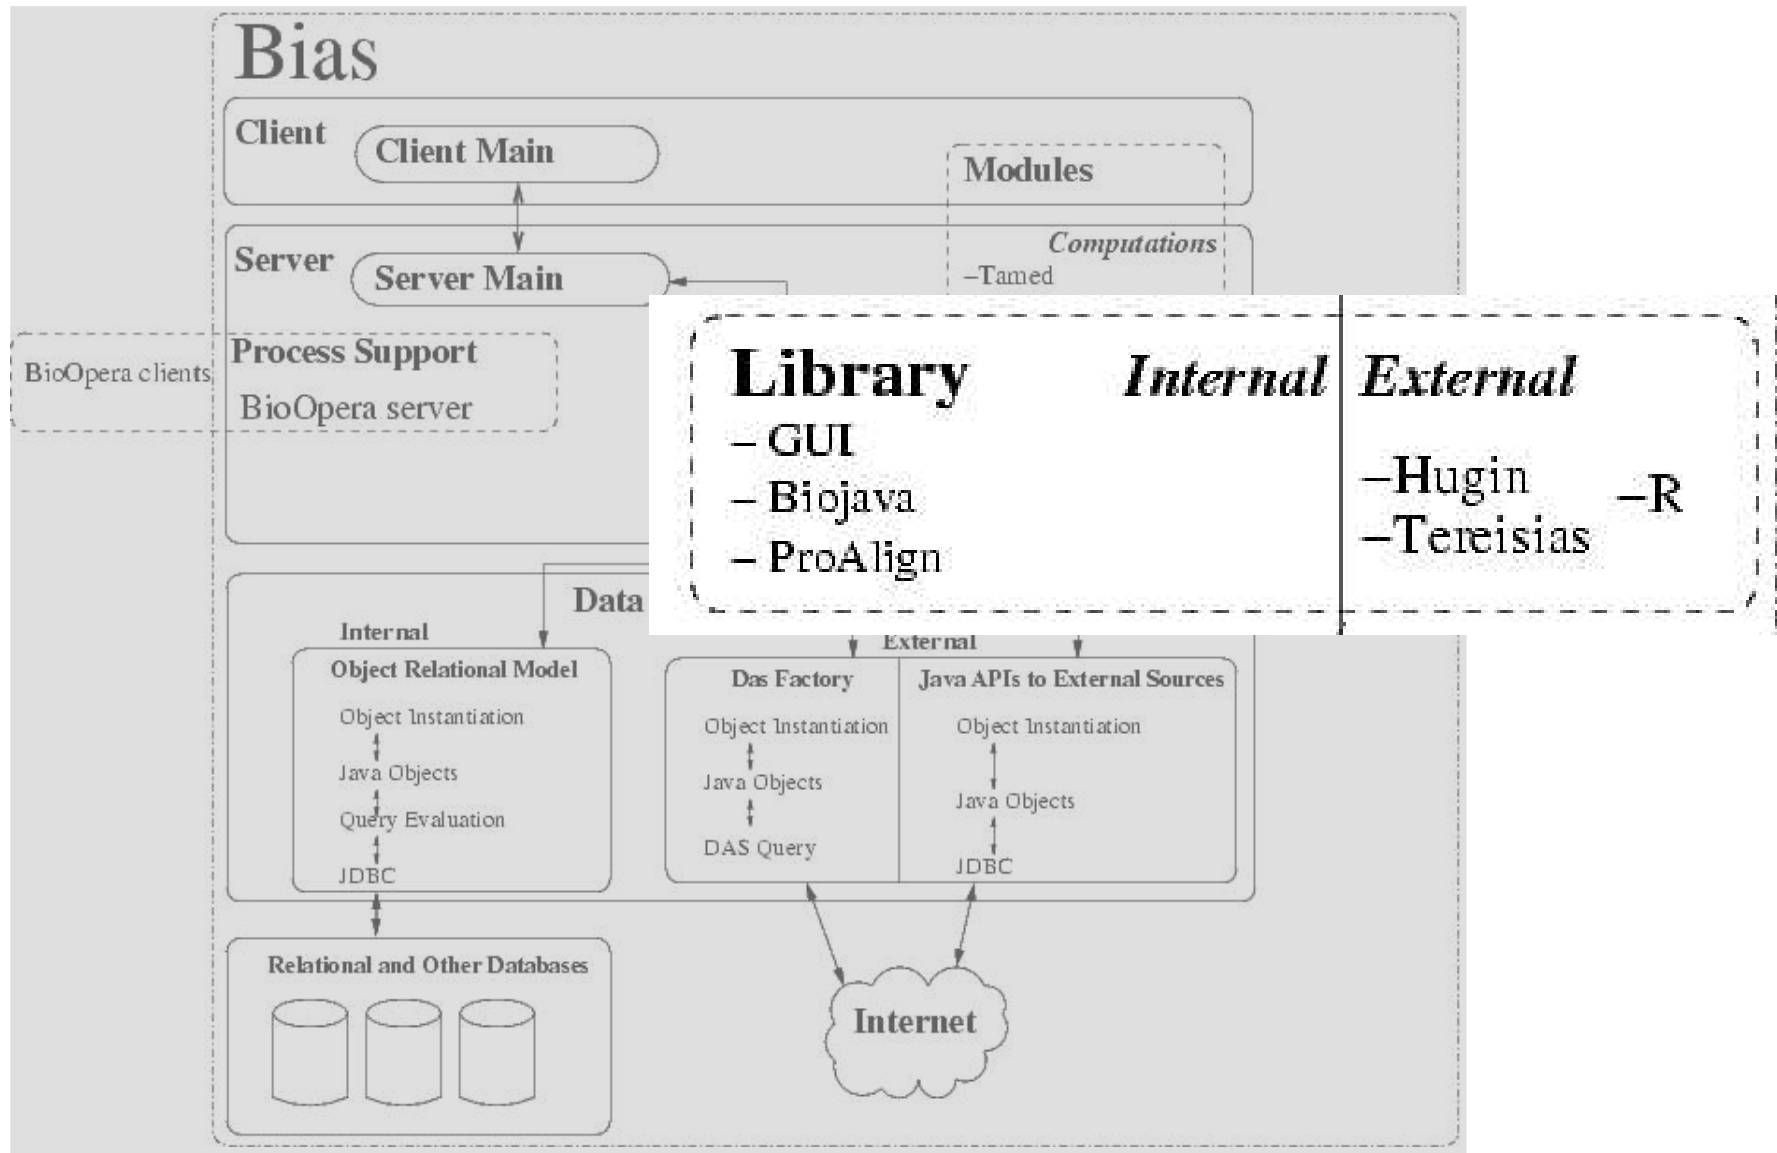 Bias
Client
Client Main
Modules
Server
Server Main
Computations
–Tamed
BioOpera clients
Process Support
BioOpera server
Library
Internal
External
– GUI
– Biojava
– ProAlign
–Hugin
–Tereisias
–R
Data
Internal
Object Relational Model
Object Instantiation
Java Objects
Query Evaluation
JDBC
External
Das Factory
Object Instantiation
Java Objects
DAS Query
Java APIs to External Sources
Object Instantiation
Java Objects
JDBC
Relational and Other Databases
Internet